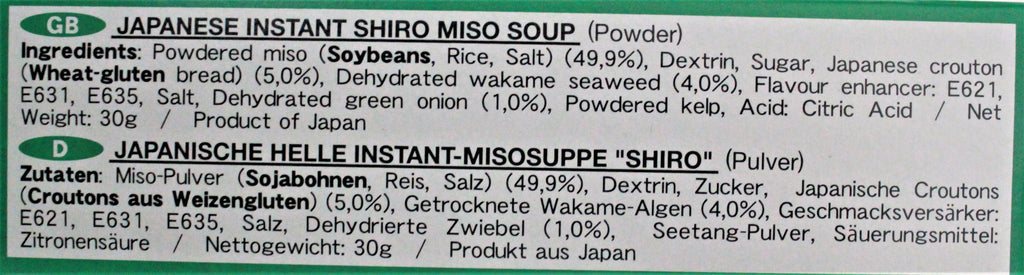 GB JAPANESE INSTANT SHIRO MISO SOUP (Powder)
Ingredients: Powdered miso (Soybeans, Rice, Salt) (49,9%), Dextrin, Sugar, Japanese crouton
(Wheat-gluten bread) (5,0%), Dehydrated wakame seaweed (4,0%), Flavour enhancer: E621,
E631, E635, Salt, Dehydrated green onion (1,0%), Powdered kelp, Acid: Citric Acid / Net
Weight: 30g / Product of Japan
D JAPANISCHE HELLE INSTANT-MISOSUPPE "SHIRO" (Pulver)
Zutaten: Miso-Pulver (Sojabohnen, Reis, Salz) (49,9%), Dextrin, Zucker, Japanische Croutons
(Croutons aus Weizengluten) (5,0%), Getrocknete Wakame-Algen (4,0%), Geschmacksversärker:
E621, E631, E635, Salz, Dehydrierte Zwiebel (1,0%), Seetang-Pulver, Säuerungsmittel:
Zitronensäure / Nettogewicht: 30g / Produkt aus Japan